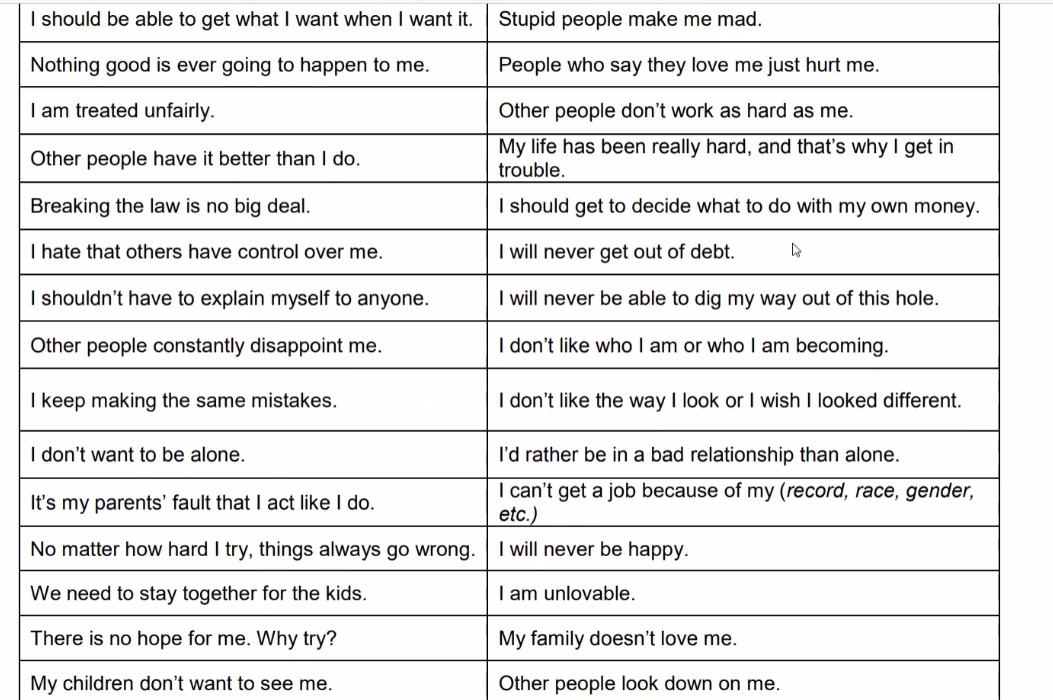 I should be able to get what I want when I want it.
Stupid people make me mad.
Nothing good is ever going to happen to me.
People who say they love me just hurt me.
I am treated unfairly.
Other people don’t work as hard as me.
Other people have it better than I do.
My life has been really hard, and that’s why I get in
trouble.
Breaking the law is no big deal.
I should get to decide what to do with my own money.
I hate that others have control over me.
I will never get out of debt.
I shouldn’t have to explain myself to anyone.
I will never be able to dig my way out of this hole.
Other people constantly disappoint me.
I don’t like who I am or who I am becoming.
I keep making the same mistakes.
I don’t like the way I look or I wish I looked different.
I don’t want to be alone.
I’d rather be in a bad relationship than alone.
It’s my parents’ fault that I act like I do.
I can’t get a job because of my (record, race, gender,
etc.)
No matter how hard I try, things always go wrong.
I will never be happy.
We need to stay together for the kids.
I am unlovable.
There is no hope for me. Why try?
My family doesn’t love me.
My children don’t want to see me.
Other people look down on me.